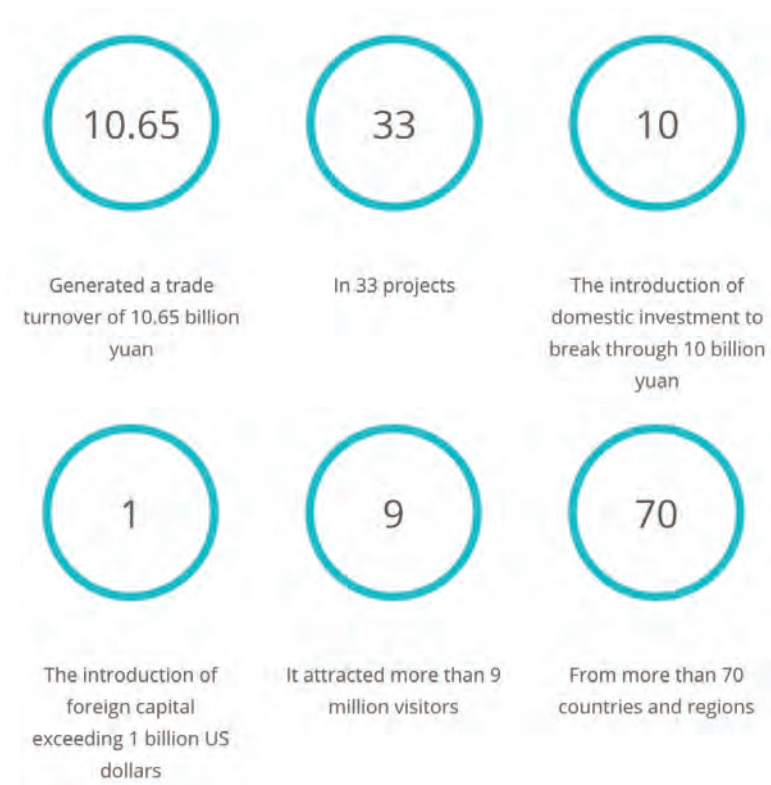 10.65
33
10
Generated a trade
turnover of 10.65 billion
yuan
In 33 projects
The introduction of
domestic investment to
break through 10 billion
yuan
1
9
70
The introduction of
foreign capital
exceeding 1 billion US
dollars
It attracted more than 9
million visitors
From more than 70
countries and regions